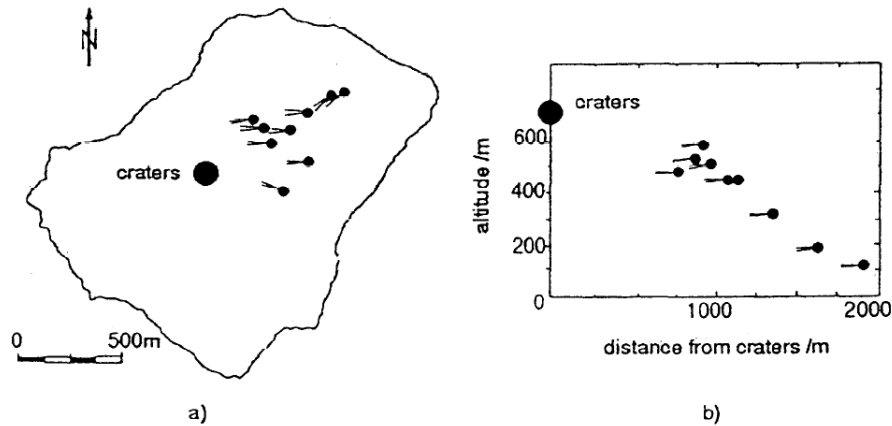 N
craters
0 500m
a)
craters
altitude /m
600
400
200
0
1000
2000
distance from craters /m
b)